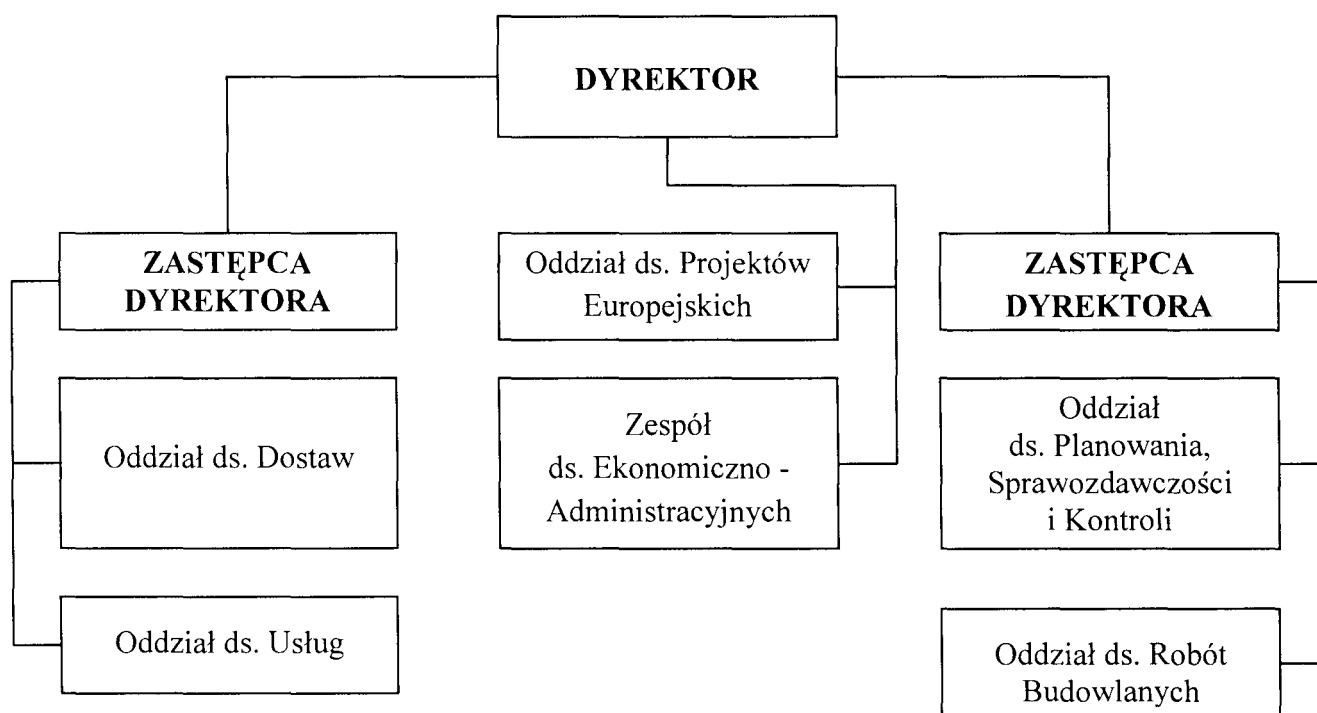 DYREKTOR
ZASTĘPCA
DYREKTORA
Oddział ds. Projektów
Europejskich
ZASTĘPCA
DYREKTORA
Oddział ds. Dostaw
Zespół
ds. Ekonomiczno -
Administracyjnych
Oddział
ds. Planowania,
Sprawozdawczości
i Kontroli
Oddział ds. Usług
Oddział ds. Robót
Budowlanych